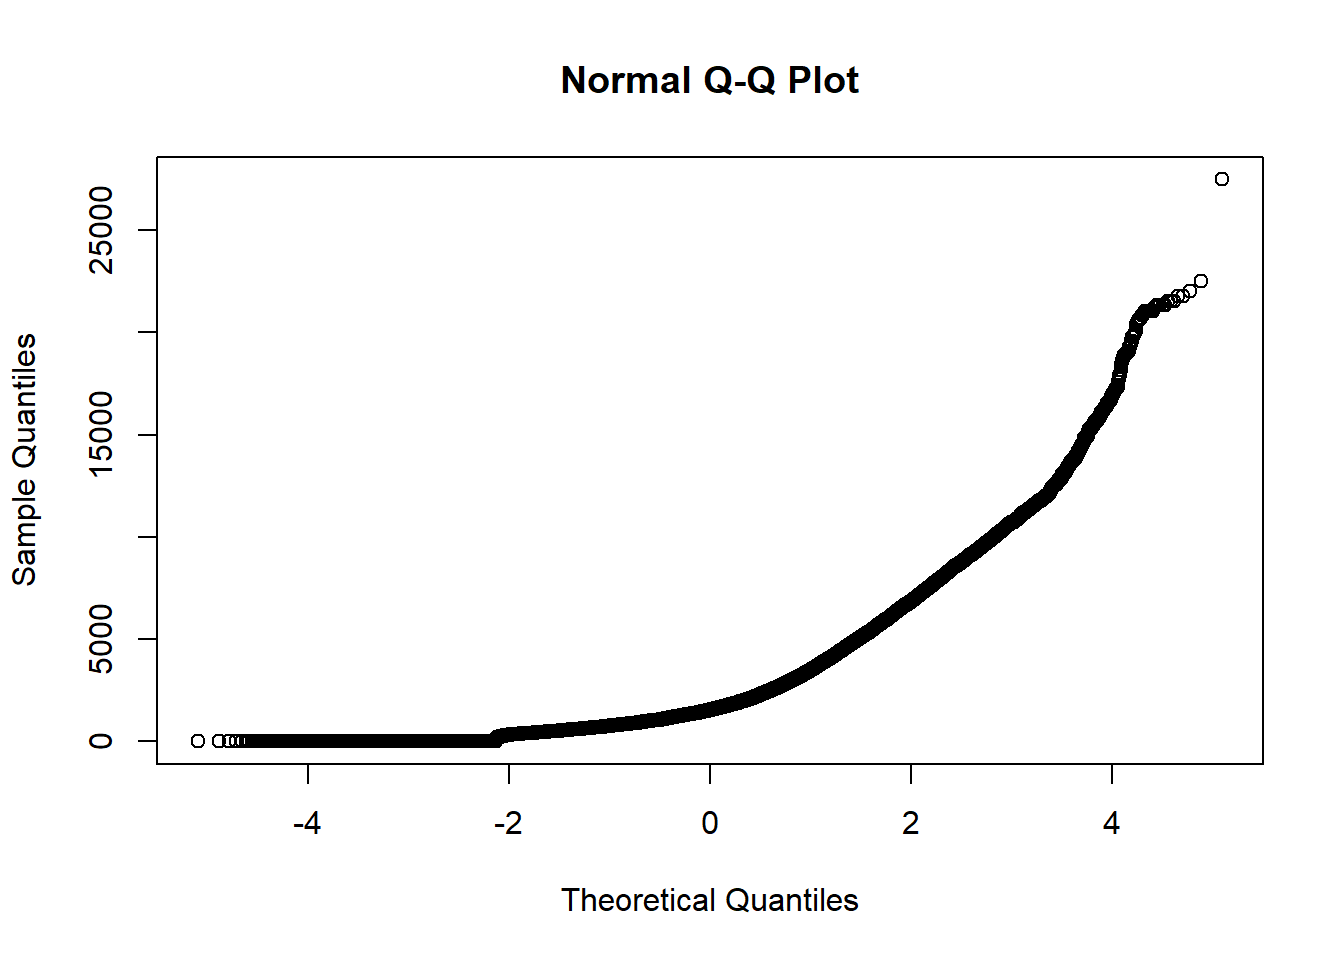 Normal Q-Q Plot
25000
15000
5000
0
Sample Quantiles
-4 -2 0 2 4
Theoretical Quantiles